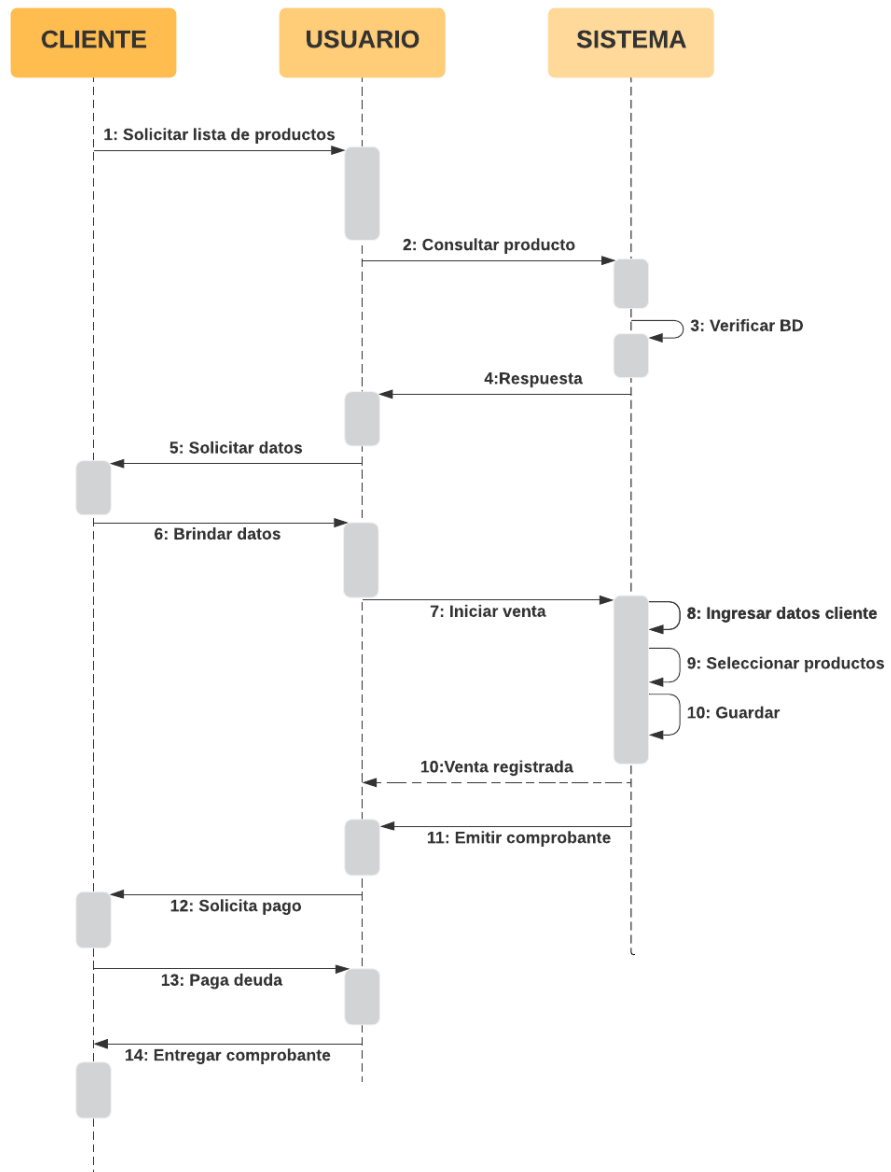 CLIENTE
USUARIO
SISTEMA
1: Solicitar lista de productos
2: Consultar producto
3: Verificar BD
4:Respuesta
5: Solicitar datos
6: Brindar datos
7: Iniciar venta
8: Ingresar datos cliente
9: Seleccionar productos
10: Guardar
10:Venta registrada
11: Emitir comprobante
12: Solicita pago
13: Paga deuda
14: Entregar comprobante